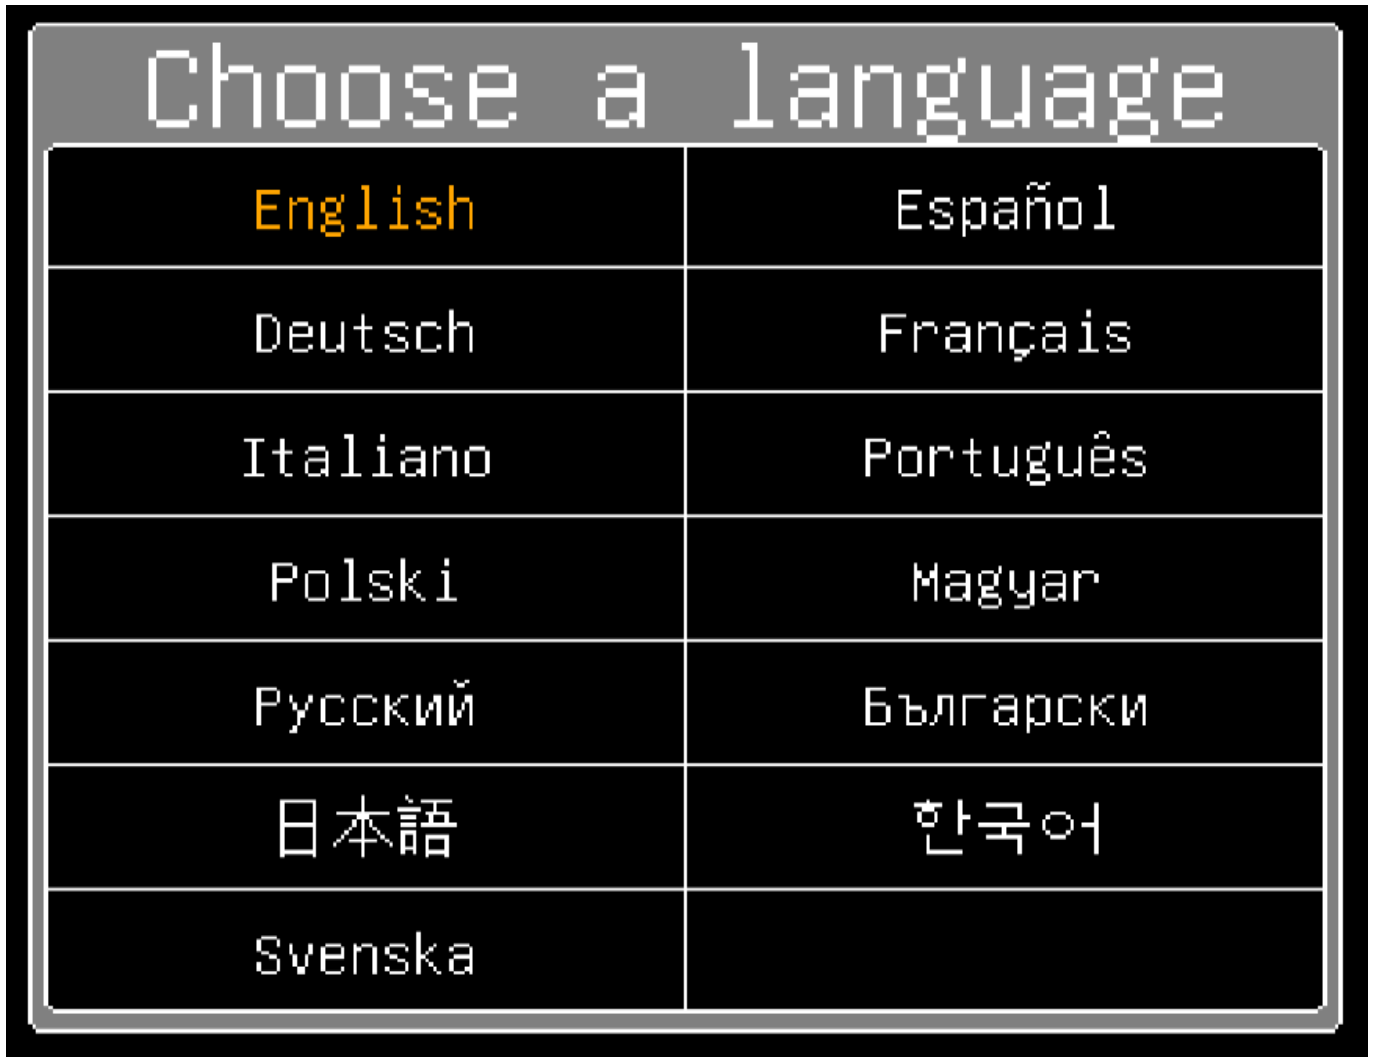 Choose a language
English Español
Deutsch Français
Italiano Português
Polski Magyar
Русский Български
日本語 한국어
Svenska